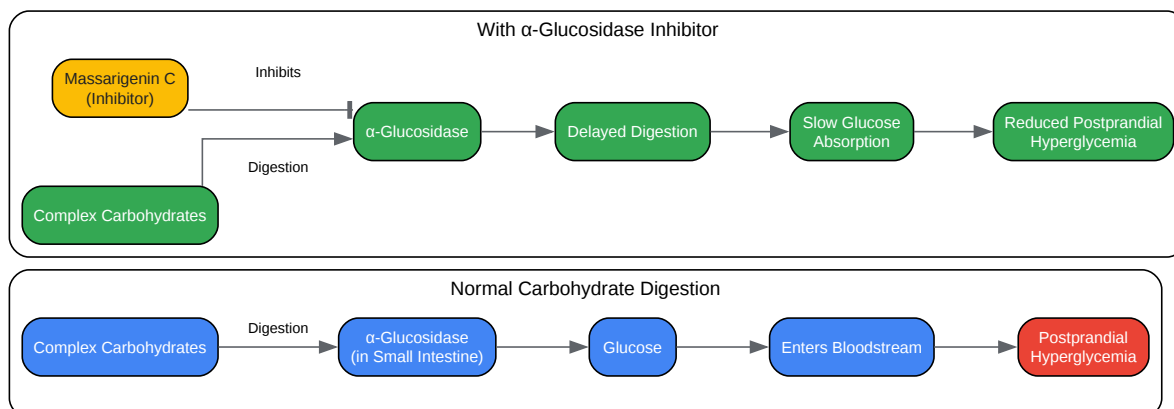 With α-Glucosidase Inhibitor
Massarigenin C
(Inhibitor)
Inhibits
α-Glucosidase
Delayed Digestion
Slow Glucose
Absorption
Reduced Postprandial
Hyperglycemia
Digestion
Complex Carbohydrates
Normal Carbohydrate Digestion
Complex Carbohydrates
Digestion
α-Glucosidase
(in Small Intestine)
Glucose
Enters Bloodstream
Postprandial
Hyperglycemia